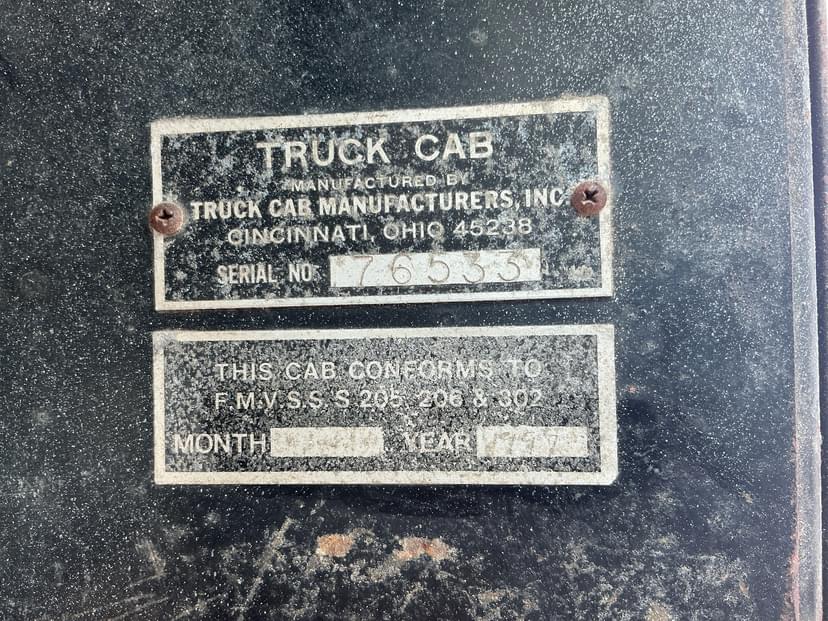 TRUCK CAB
MANUFACTURED BY
TRUCK CAB MANUFACTURERS, INC
CINCINNATI, OHIO 45238
SERIAL NO. 76533
THIS CAB CONFORMS TO
F.M.V.S.S. S 205, 206 & 302
MONTH YEAR 1997